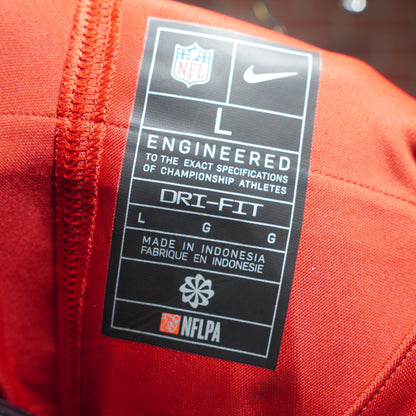 NFL
L
ENGINEERED
TO THE EXACT SPECIFICATIONS
OF CHAMPIONSHIP ATHLETES
DRI-FIT
L G G
MADE IN INDONESIA
FABRIQUE EN INDONESIE
NFLPA